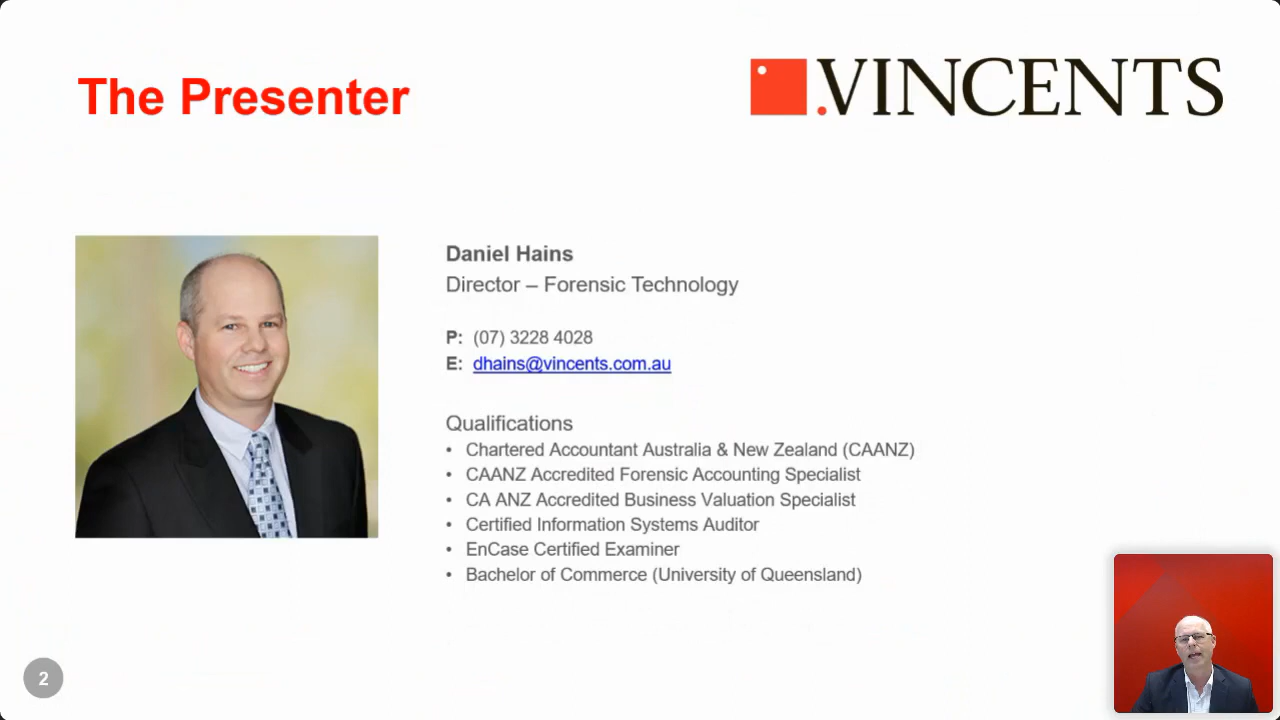 The Presenter
.VINCENTS
Daniel Hains
Director – Forensic Technology
P: (07) 3228 4028
E: dhains@vincents.com.au
Qualifications
• Chartered Accountant Australia & New Zealand (CAANZ)
• CAANZ Accredited Forensic Accounting Specialist
• CA ANZ Accredited Business Valuation Specialist
• Certified Information Systems Auditor
• EnCase Certified Examiner
• Bachelor of Commerce (University of Queensland)
2